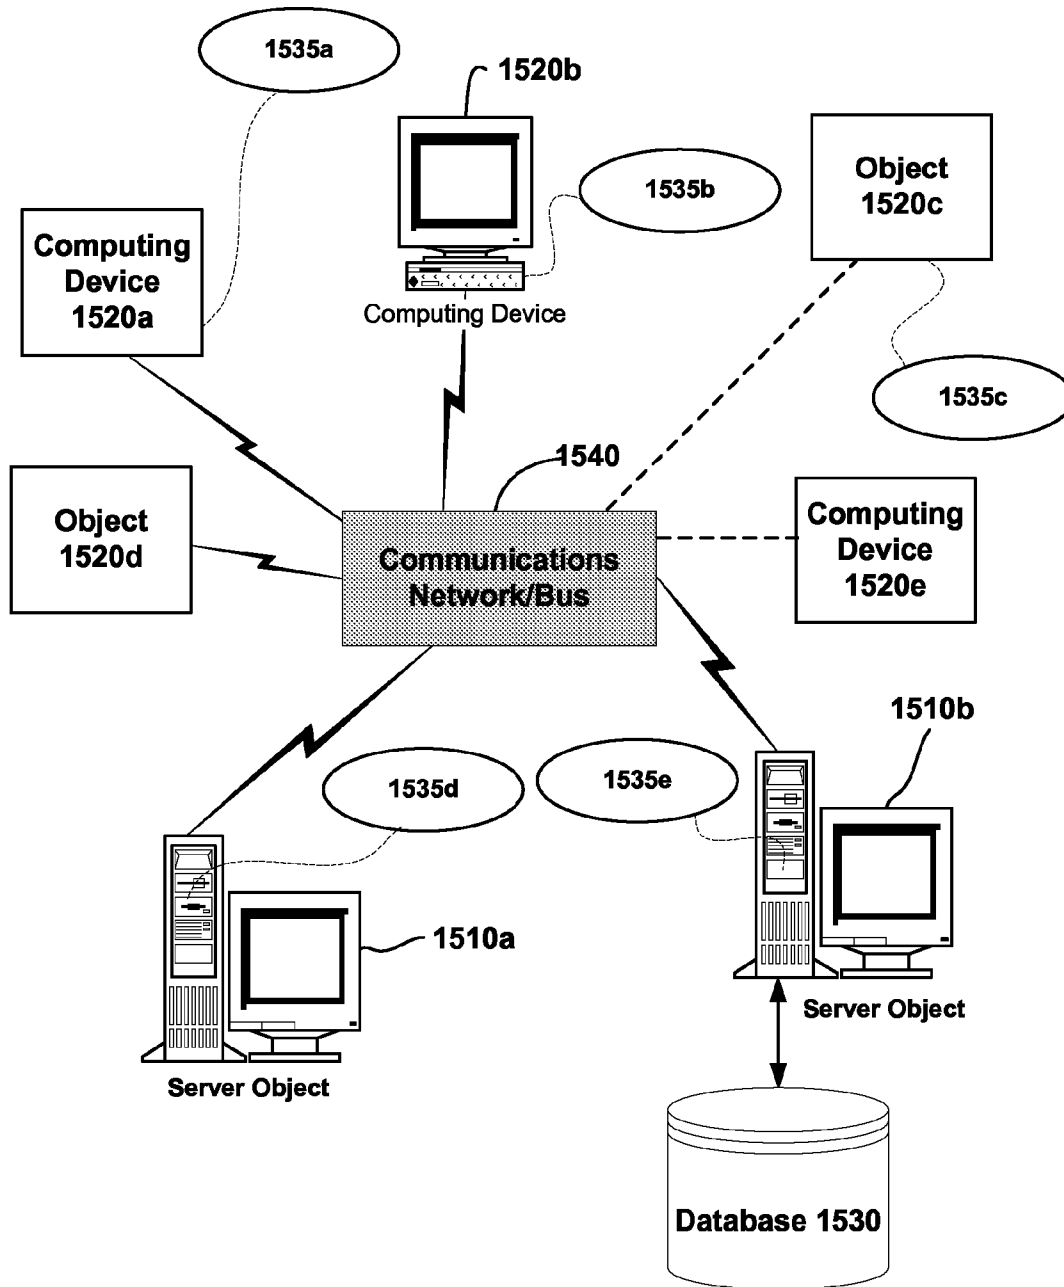 1535a
1520b
1535b
Object
1520c
Computing
Device
1520a
Computing Device
1535c
1540
Object
1520d
Communications
Network/Bus
Computing
Device
1520e
1510b
1535d
1535e
1510a
Server Object
Server Object
Database 1530